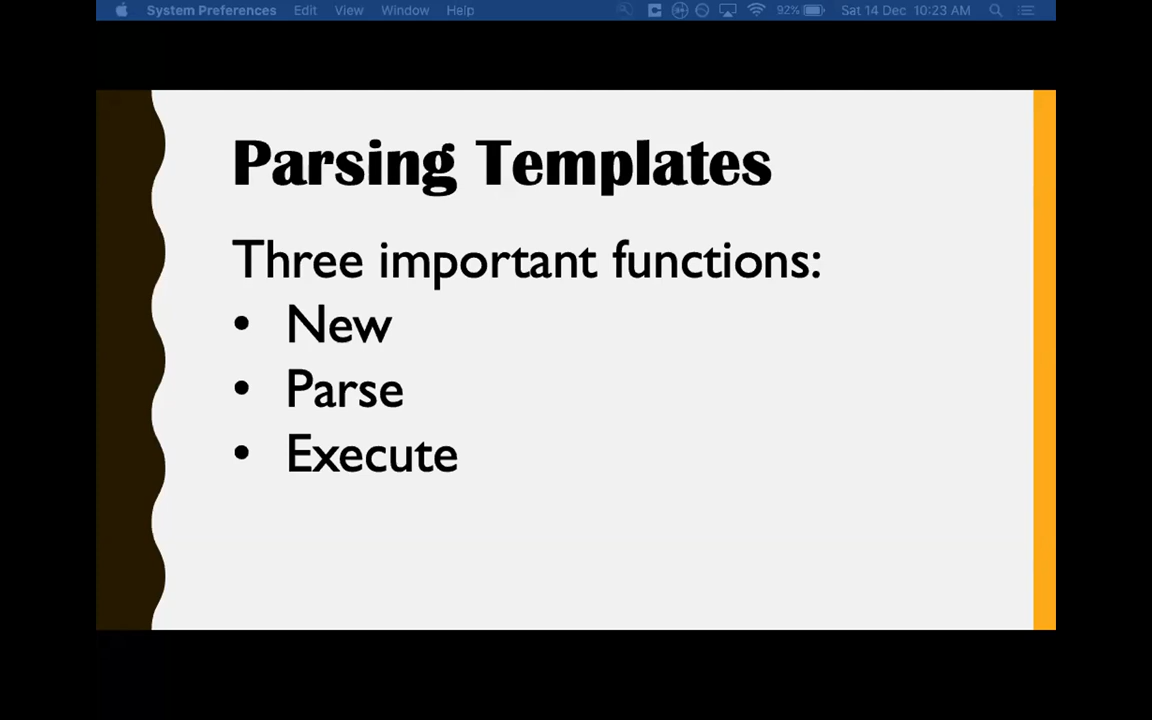 System Preferences Edit View Window Help 92% Sat 14 Dec 10:23 AM
Parsing Templates
Three important functions:
• New
• Parse
• Execute